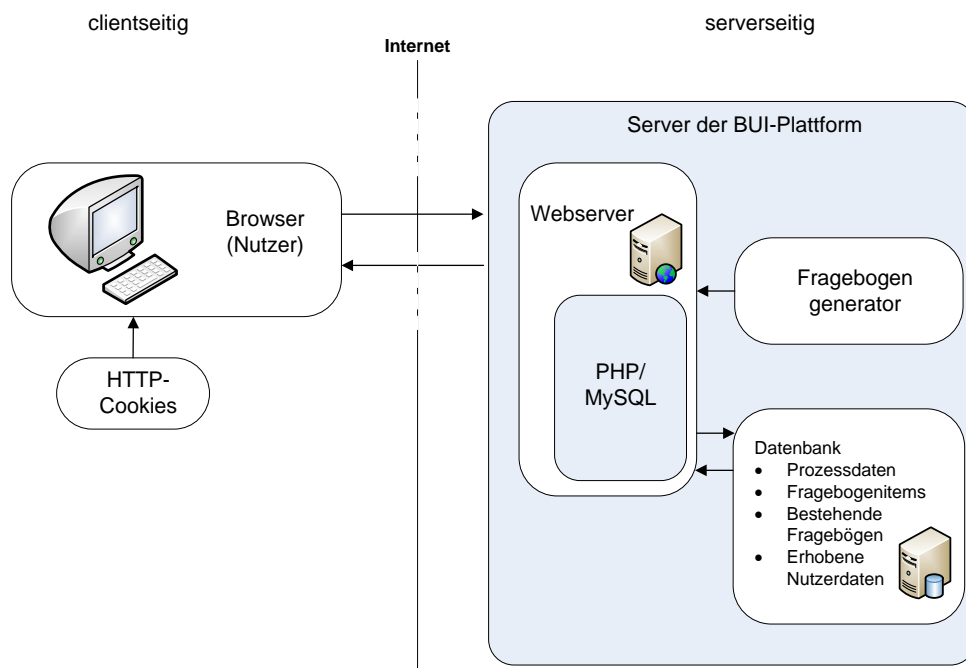 clientseitig
serverseitig
Internet
Server der BUI-Plattform
Browser
(Nutzer)
HTTP-
Cookies
Webserver
PHP/
MySQL
Fragebogen
generator
Datenbank
• Prozessdaten
• Fragebogenitems
• Bestehende
Fragebögen
• Erhobene
Nutzerdaten